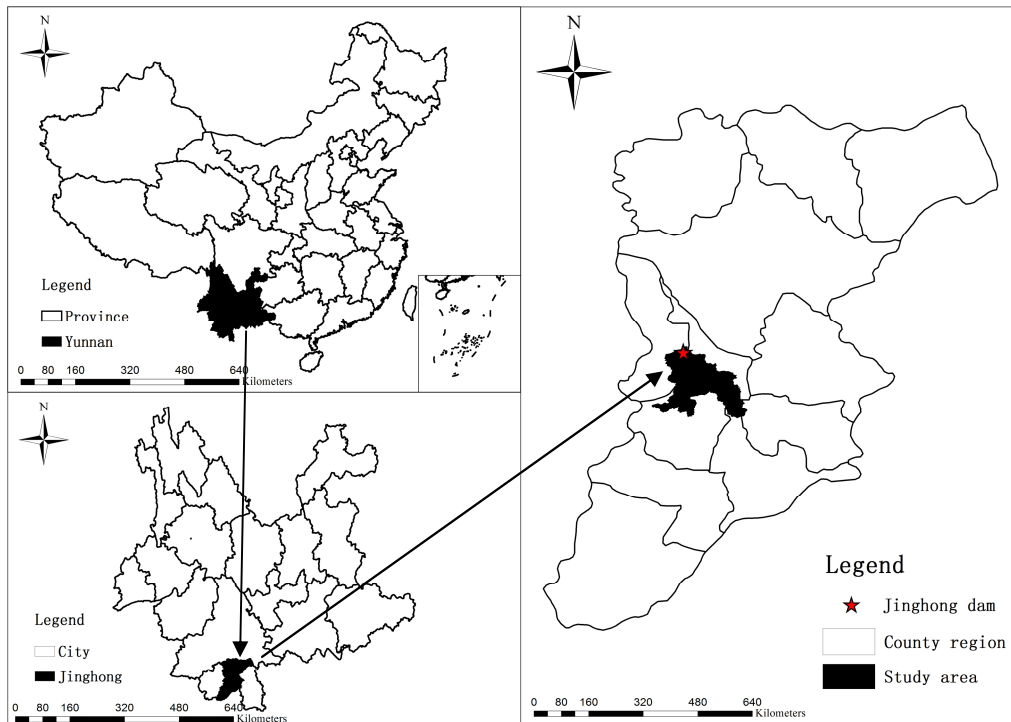 N
Legend
Province
Yunnan
0 80 160 320 480 640
Kilometers
N
Legend
City
Jinghong
0 80 160 320 480 640
Kilometers
N
Legend
Jinghong dam
County region
Study area
0 80 160 320 480 640
Kilometers